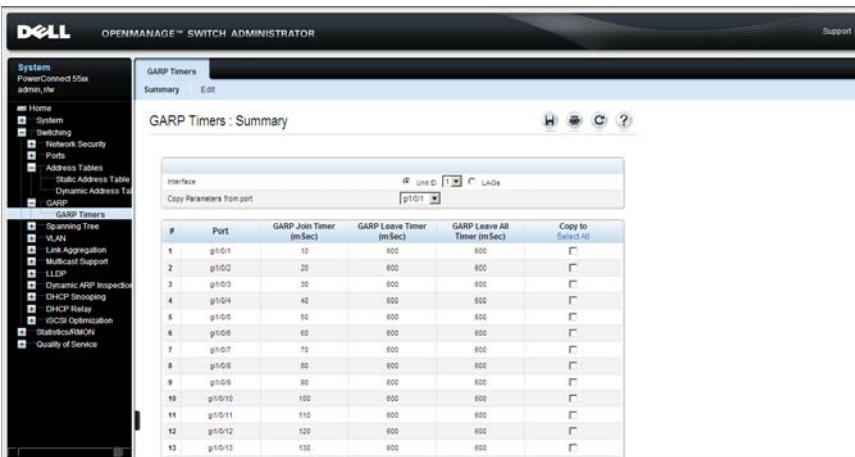 DELL
OPENMANAGE™ SWITCH ADMINISTRATOR
Support
System
PowerConnect 55xx
admin, r/w
Home
System
Switching
Network Security
Ports
Address Tables
Static Address Table
Dynamic Address Tal
GARP
GARP Timers
Spanning Tree
VLAN
Link Aggregation
Multicast Support
LLDP
Dynamic ARP Inspection
DHCP Snooping
DHCP Relay
iSCSI Optimization
Statistics/RMON
Quality of Service
GARP Timers
Summary Edit
GARP Timers : Summary
Interface Unit ID 1 LAGs
Copy Parameters from port gi1/0/1
# Port GARP Join Timer (mSec) GARP Leave Timer (mSec) GARP Leave All Timer (mSec) Copy to Select All
1 gi1/0/1 10 600 600
2 gi1/0/2 20 600 600
3 gi1/0/3 30 600 600
4 gi1/0/4 40 600 600
5 gi1/0/5 50 600 600
6 gi1/0/6 60 600 600
7 gi1/0/7 70 600 600
8 gi1/0/8 80 600 600
9 gi1/0/9 90 600 600
10 gi1/0/10 100 600 600
11 gi1/0/11 110 600 600
12 gi1/0/12 120 600 600
13 gi1/0/13 130 600 600